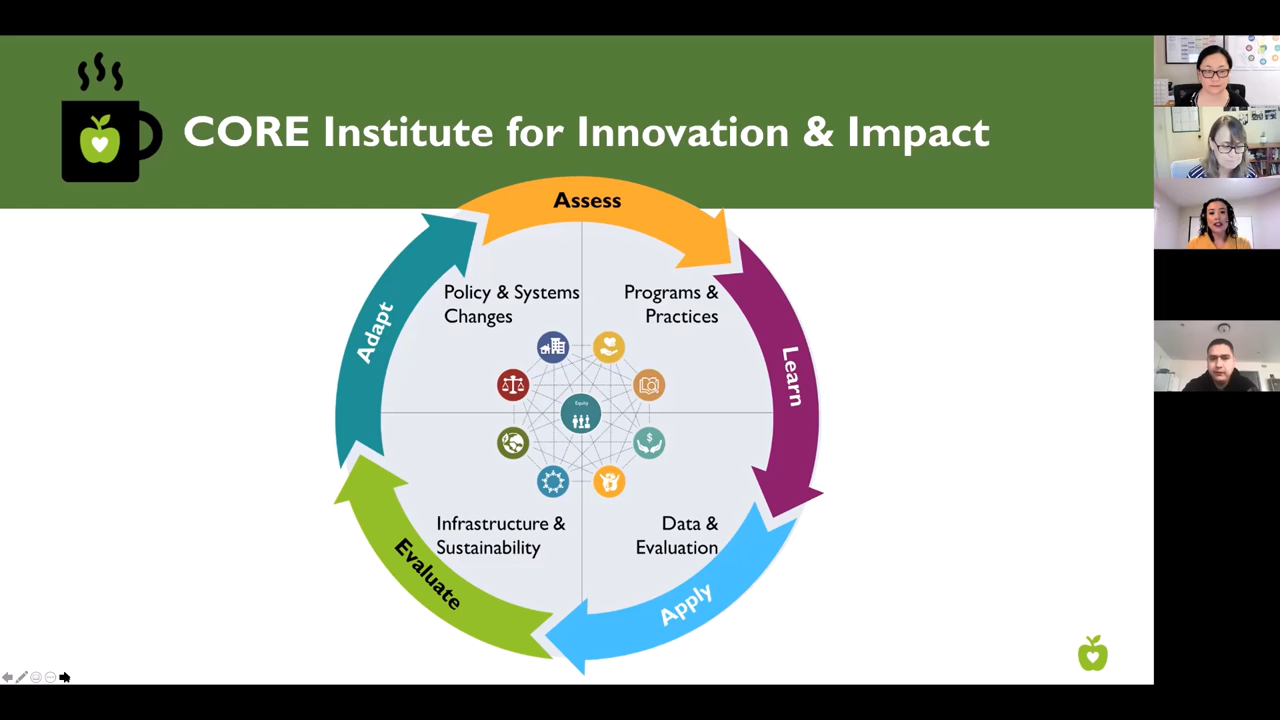 CORE Institute for Innovation & Impact
Assess
Adapt
Policy & Systems
Changes
Programs &
Practices
Learn
Equity
$
Infrastructure &
Sustainability
Data &
Evaluation
Evaluate
Apply